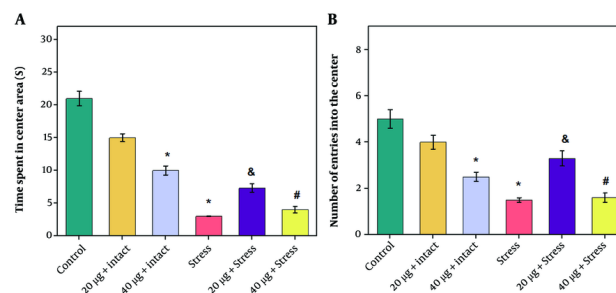 A
Time spent in center area (S)
30
25
20
15
10
5
0
*
*
&
#
Control
20 µg + intact
40 µg + intact
Stress
20 µg + Stress
40 µg + Stress
B
Number of entries into the center
8
6
4
2
0
*
*
&
#
Control
20 µg + intact
40 µg + intact
Stress
20 µg + Stress
40 µg + Stress